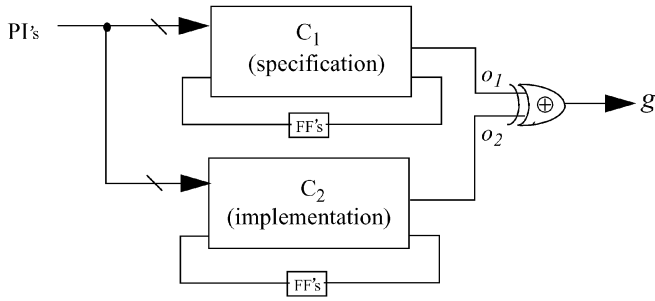 PI's
C1
(specification)
FF's
o1
⊕
g
o2
C2
(implementation)
FF's